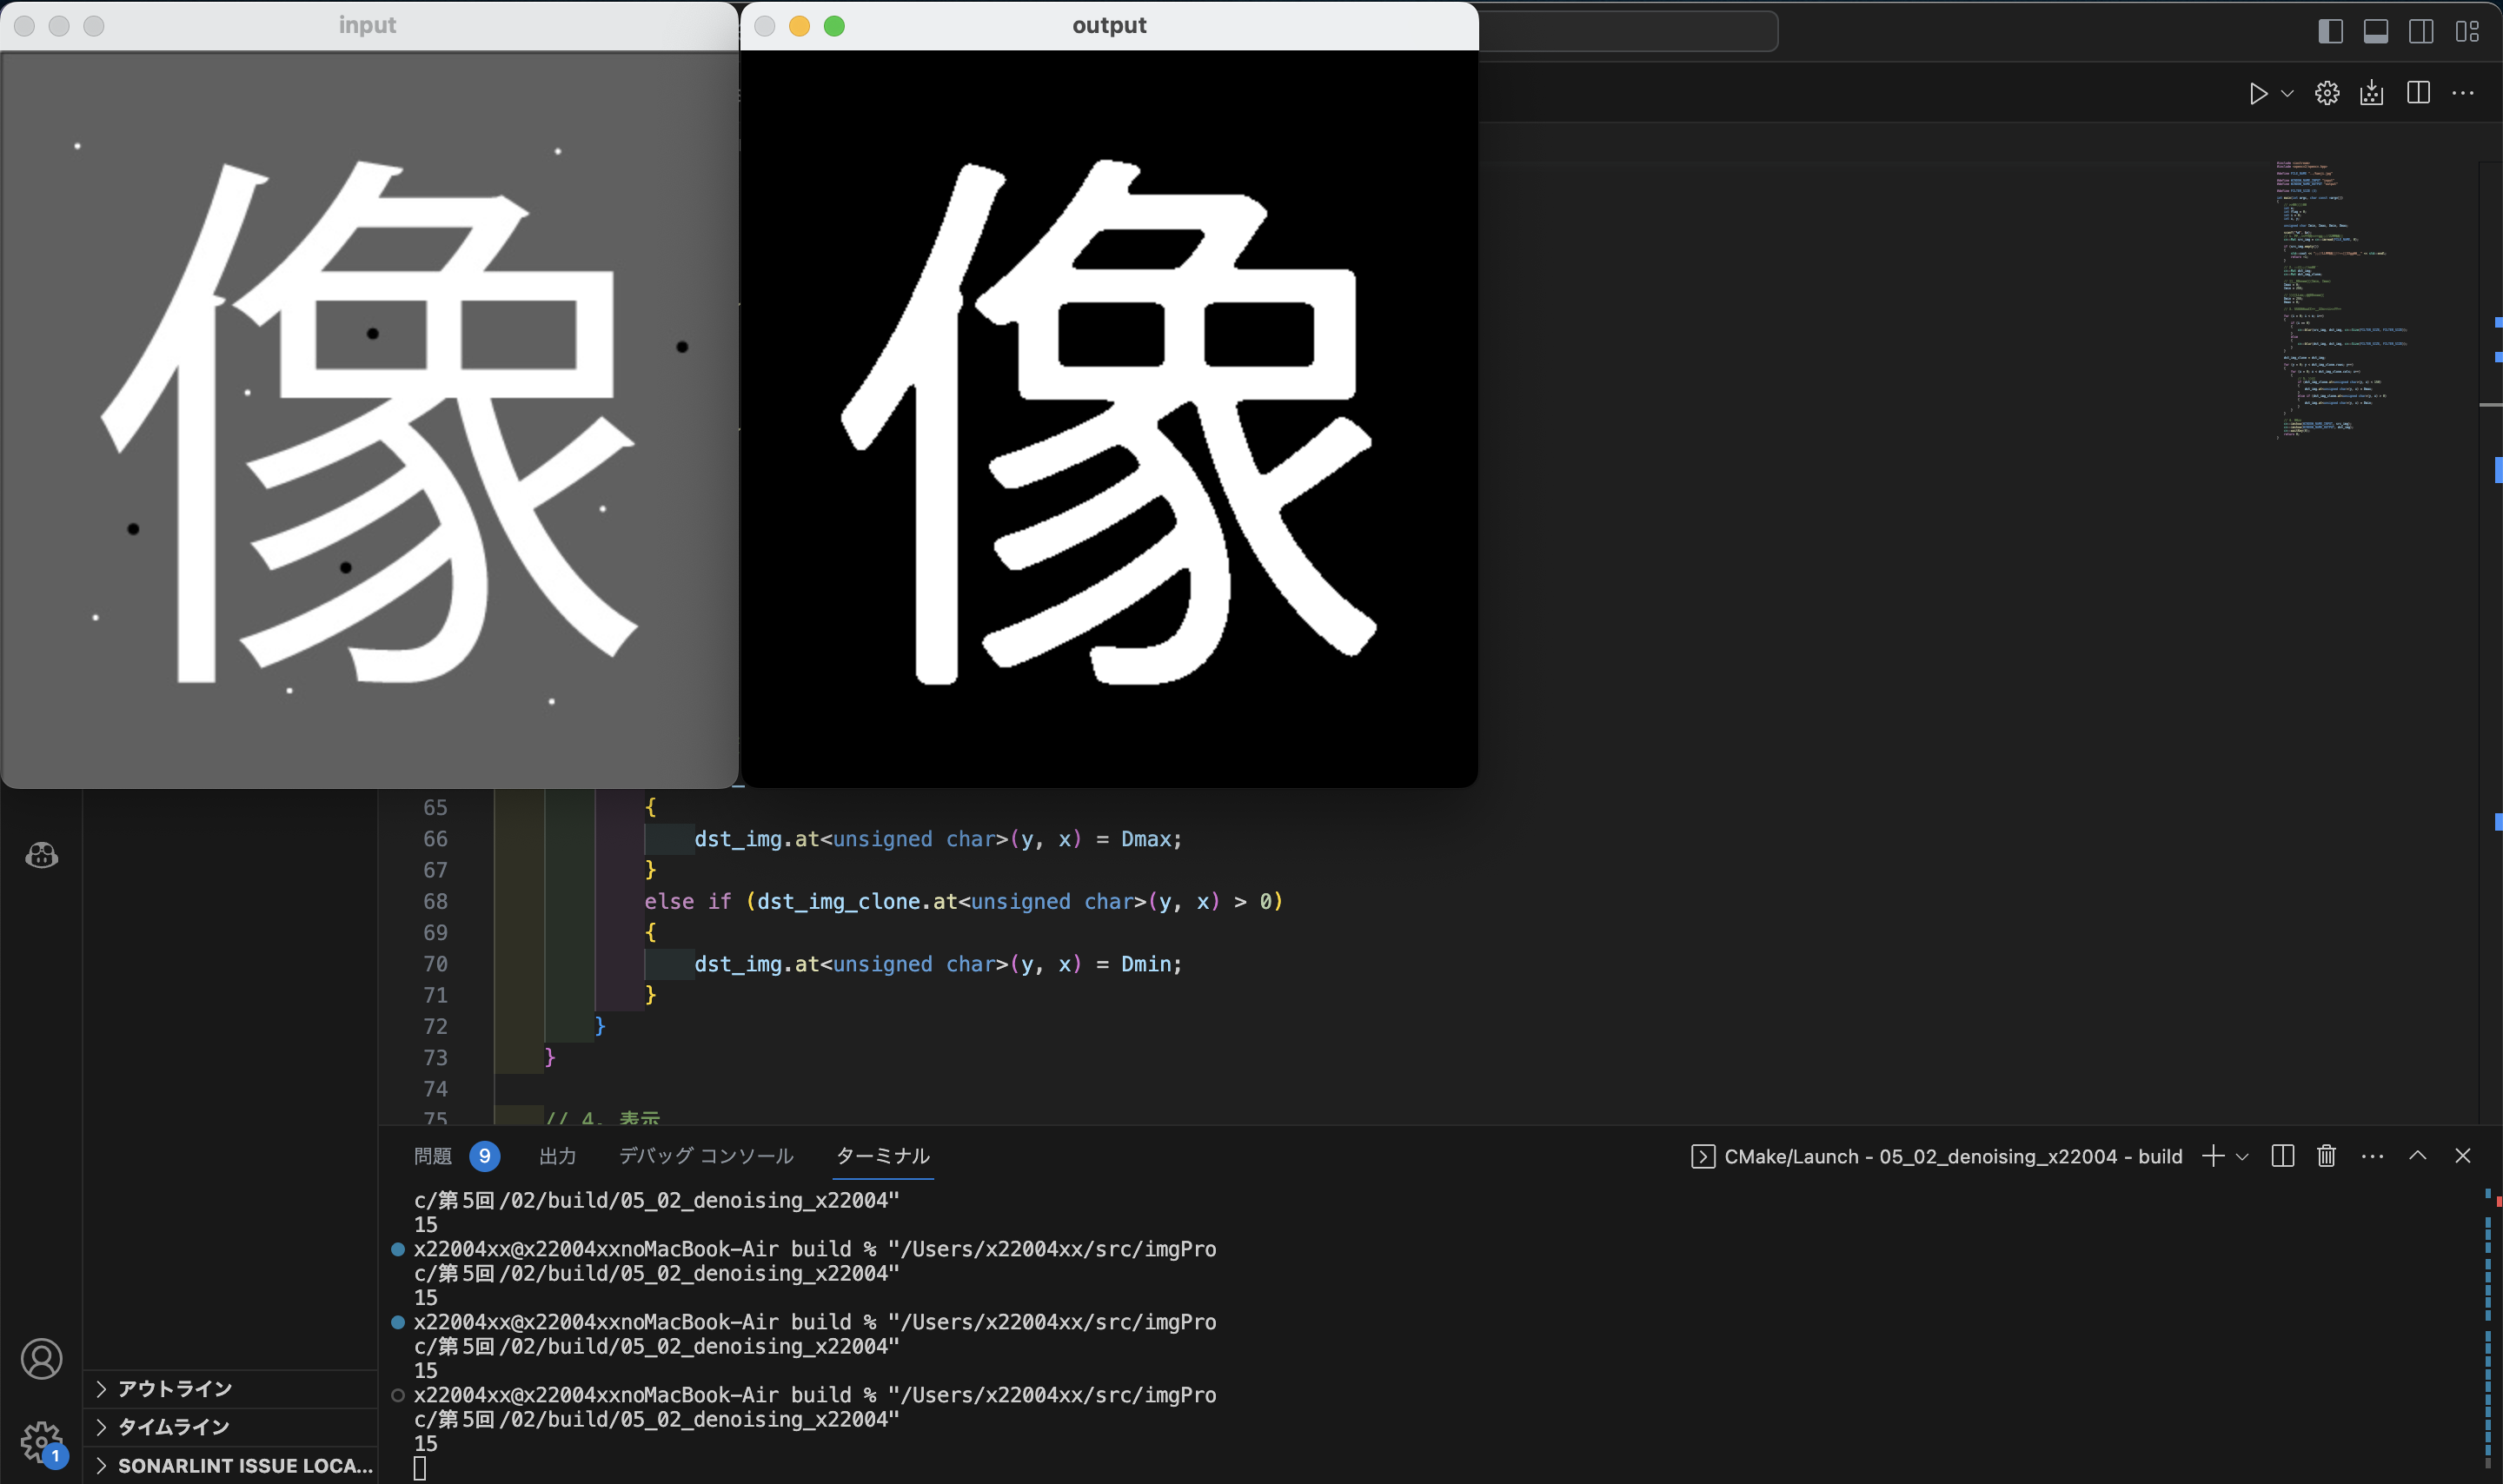 input
output
像
像
65 {
66 dst_img.at<unsigned char>(y, x) = Dmax;
67 }
68 else if (dst_img_clone.at<unsigned char>(y, x) > 0)
69 {
70 dst_img.at<unsigned char>(y, x) = Dmin;
71 }
72 }
73 }
74
75 // 4. 表示
問題 9 出力 デバッグ コンソール ターミナル
CMake/Launch - 05_02_denoising_x22004 - build
c/第5回/02/build/05_02_denoising_x22004"
15
x22004xx@x22004xxnoMacBook-Air build % "/Users/x22004xx/src/imgPro
c/第5回/02/build/05_02_denoising_x22004"
15
x22004xx@x22004xxnoMacBook-Air build % "/Users/x22004xx/src/imgPro
c/第5回/02/build/05_02_denoising_x22004"
15
x22004xx@x22004xxnoMacBook-Air build % "/Users/x22004xx/src/imgPro
c/第5回/02/build/05_02_denoising_x22004"
15
アウトライン
タイムライン
1
SONARLINT ISSUE LOCA...